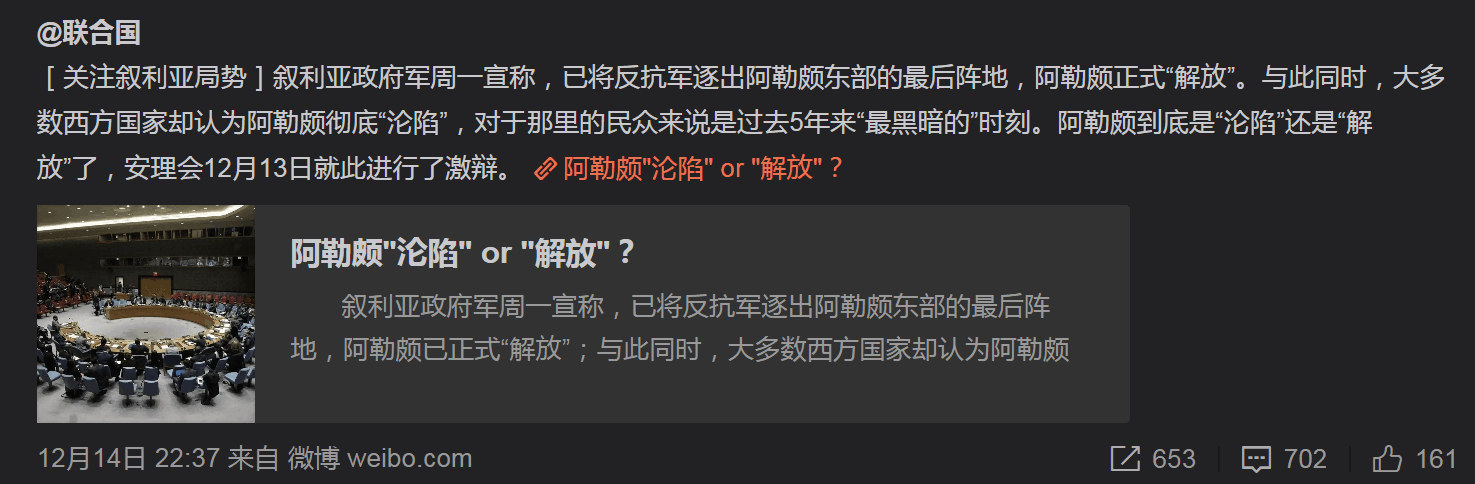 @联合国
［关注叙利亚局势］叙利亚政府军周一宣称，已将反抗军逐出阿勒颇东部的最后阵地，阿勒颇正式“解放”。与此同时，大多
数西方国家却认为阿勒颇彻底“沦陷”，对于那里的民众来说是过去5年来“最黑暗的”时刻。阿勒颇到底是“沦陷”还是“解
放”了，安理会12月13日就此进行了激辩。 阿勒颇"沦陷" or "解放"？
阿勒颇"沦陷" or "解放"？
叙利亚政府军周一宣称，已将反抗军逐出阿勒颇东部的最后阵
地，阿勒颇已正式“解放”；与此同时，大多数西方国家却认为阿勒颇
12月14日 22:37 来自 微博 weibo.com 653 702 161